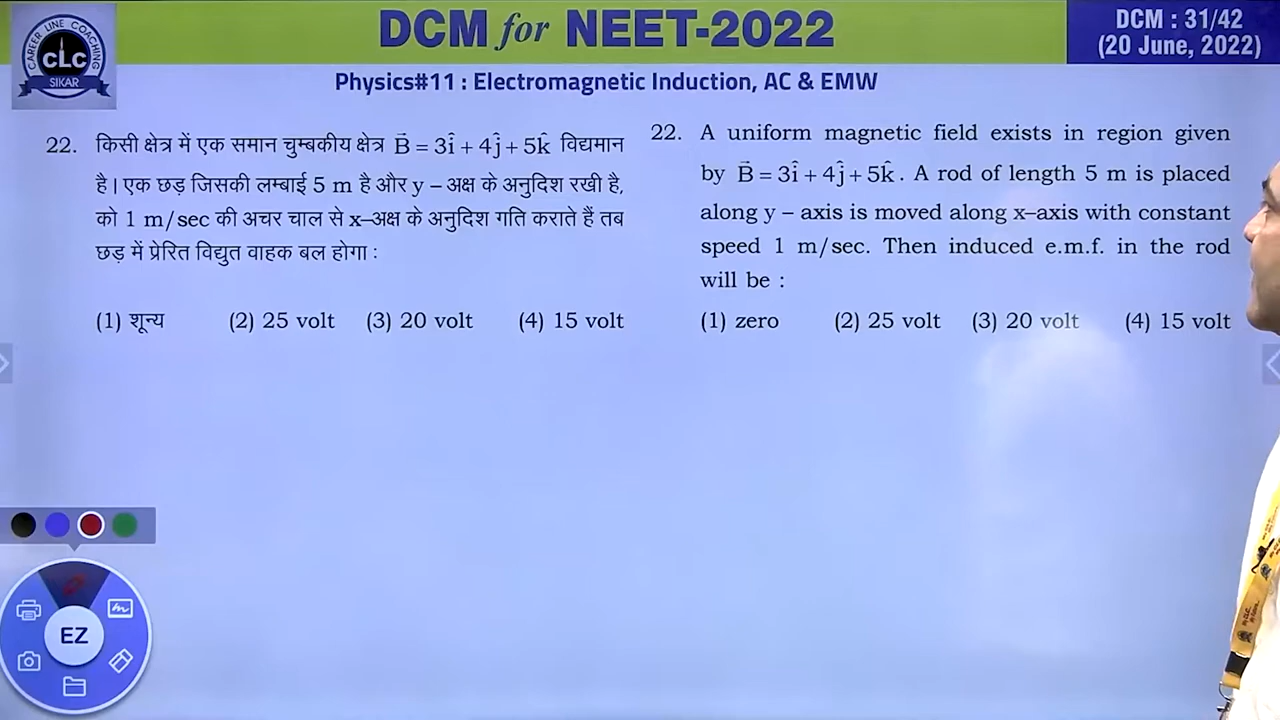 CAREER LINE COACHING
CLC
SIKAR
DCM for NEET-2022
DCM : 31/42
(20 June, 2022)
Physics#11 : Electromagnetic Induction, AC & EMW
22. किसी क्षेत्र में एक समान चुम्बकीय क्षेत्र B⃗ = 3î + 4ĵ + 5k̂ विद्यमान
है। एक छड़ जिसकी लम्बाई 5 m है और y – अक्ष के अनुदिश रखी है,
को 1 m/sec की अचर चाल से x–अक्ष के अनुदिश गति कराते हैं तब
छड़ में प्रेरित विद्युत वाहक बल होगा :
(1) शून्य (2) 25 volt (3) 20 volt (4) 15 volt
22. A uniform magnetic field exists in region given
by B⃗ = 3î + 4ĵ + 5k̂. A rod of length 5 m is placed
along y – axis is moved along x–axis with constant
speed 1 m/sec. Then induced e.m.f. in the rod
will be :
(1) zero (2) 25 volt (3) 20 volt (4) 15 volt
EZ